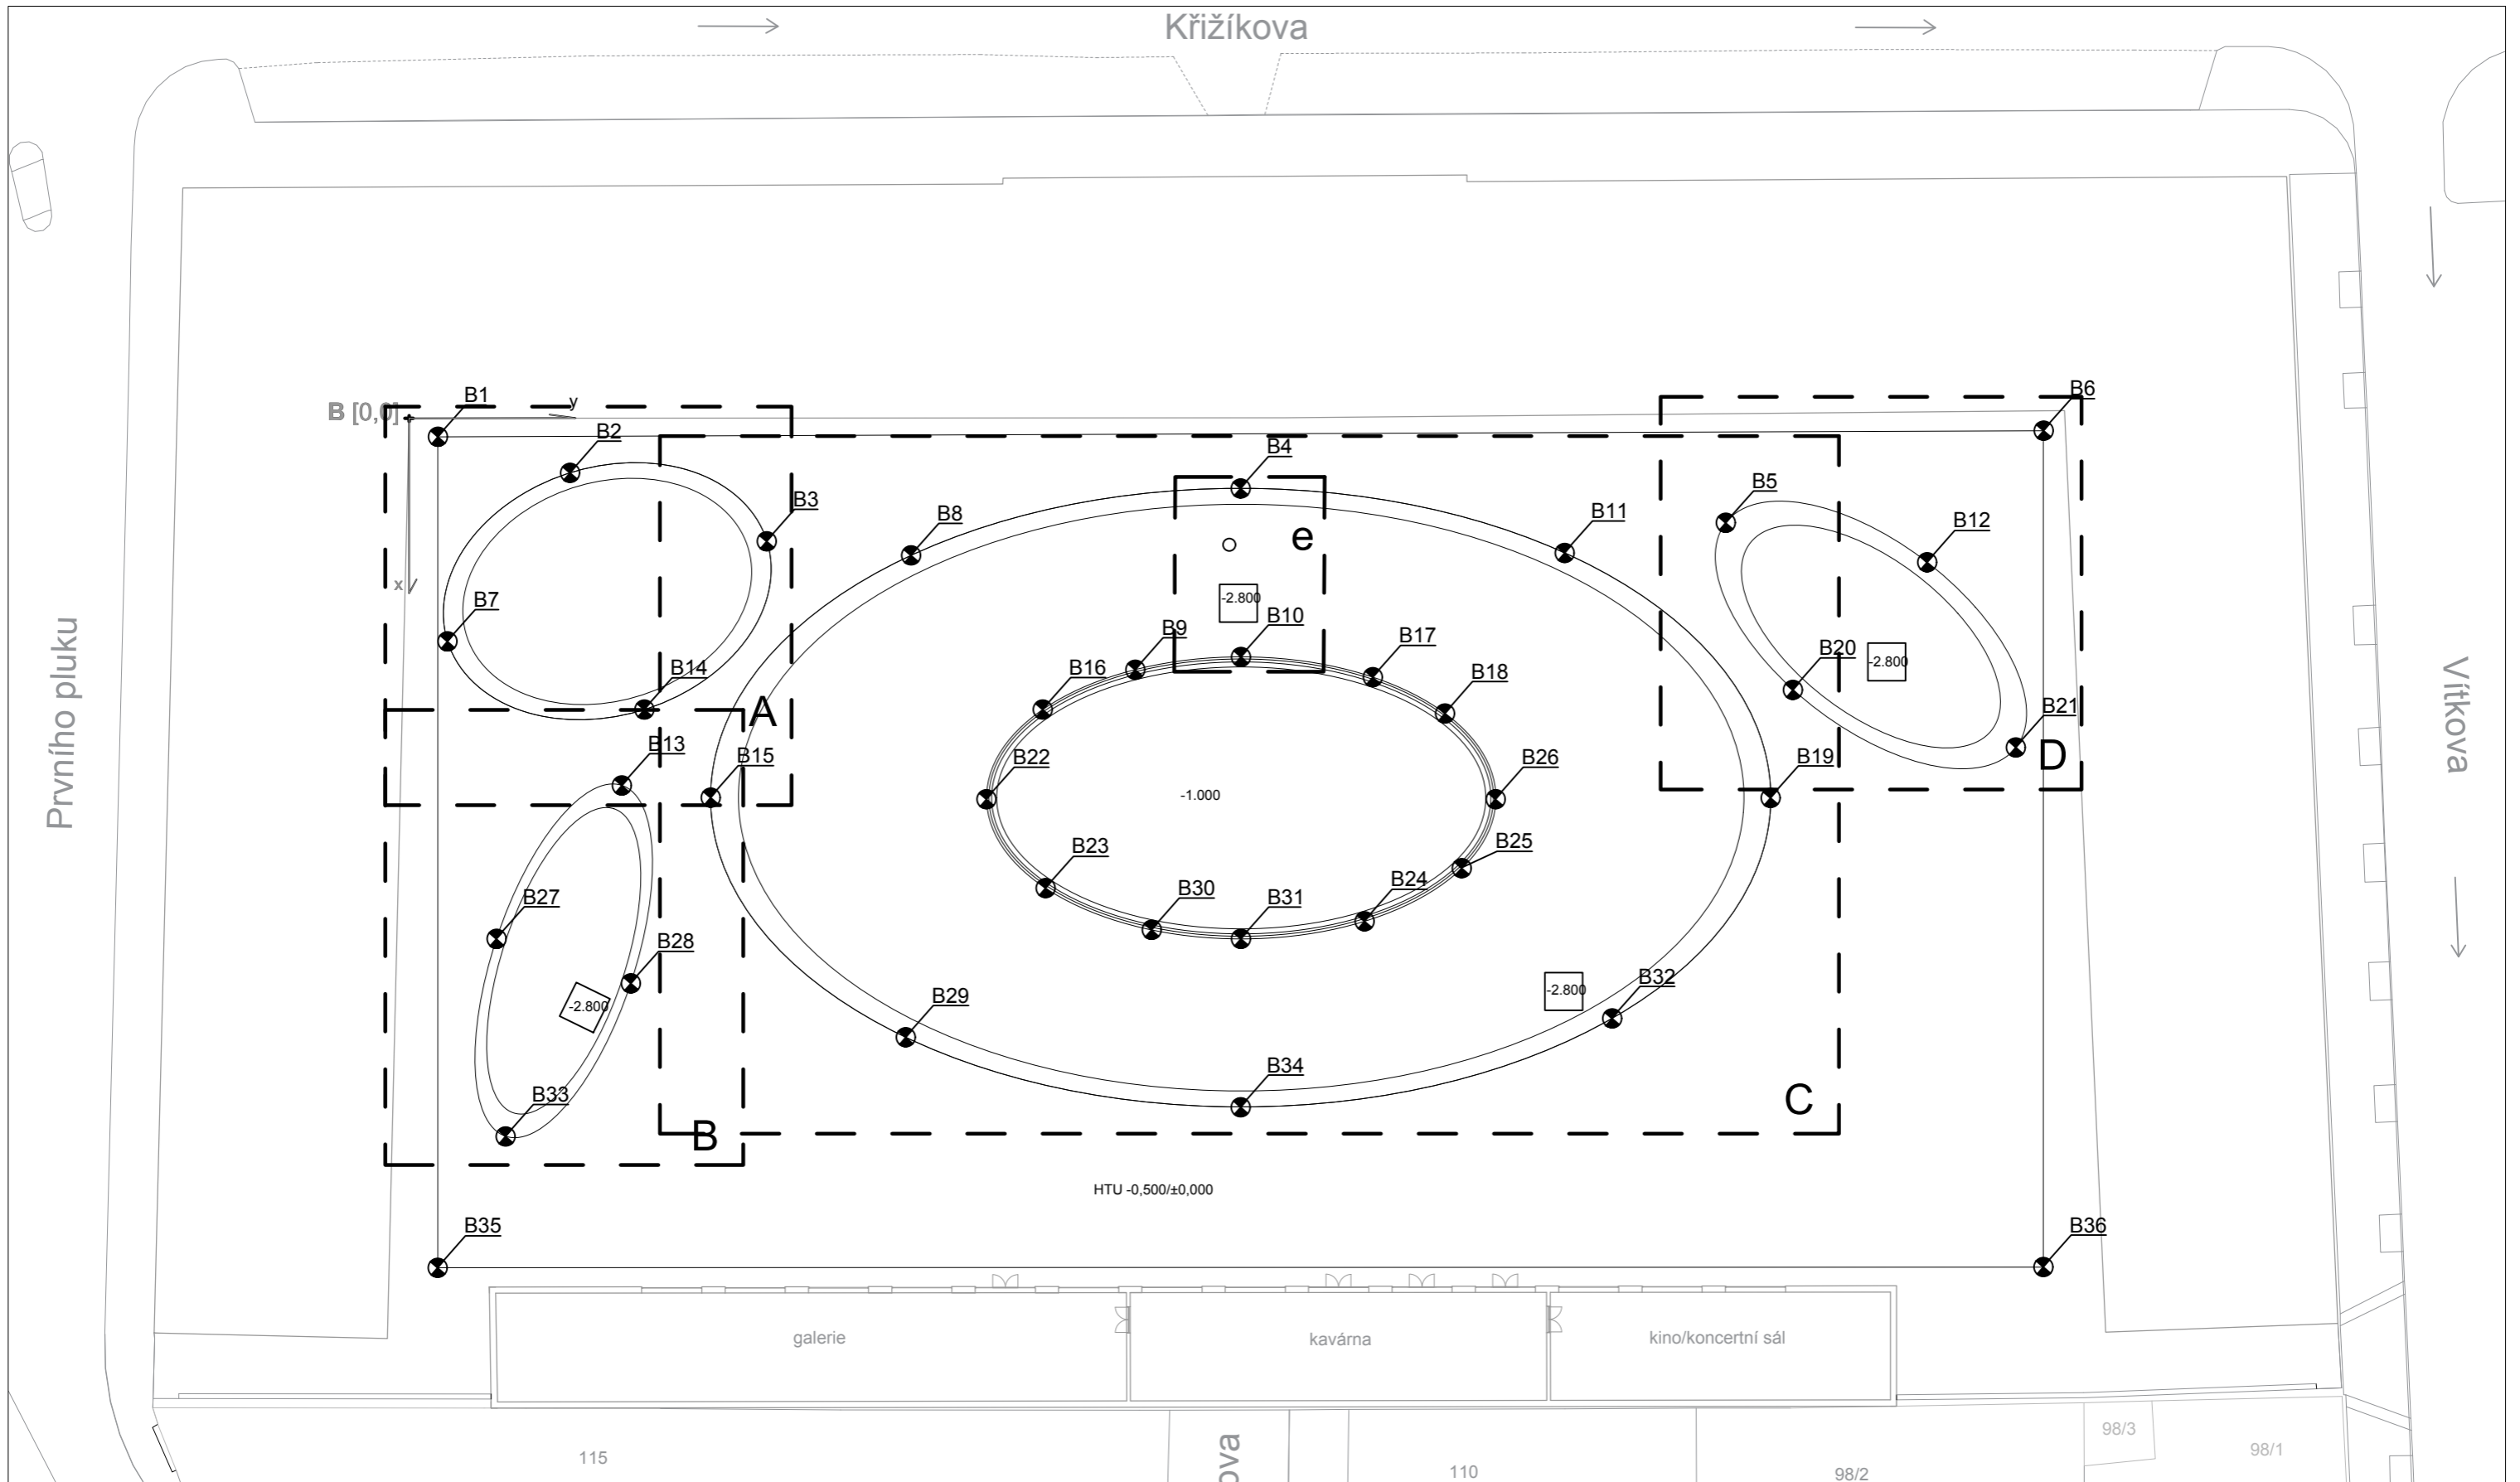 Křižíkova
B1
B [0,0]
y
B2
B6
B4
B3
B5
B8
B11
B12
e
x
-2.800
B7
B9
B10
B17
B14
B16
B18
B20
-2.800
A
B21
B13
B15
B22
B26
B19
D
-1.000
Prvního pluku
Vítkova
B23
B25
B24
B27
B30
B31
B28
-2.800
B29
-2.800
B32
B33
B34
C
B
HTU -0,500/±0,000
B35
B36
galerie
kavárna
kino/koncertní sál
98/3
98/1
115
ova
110
98/2